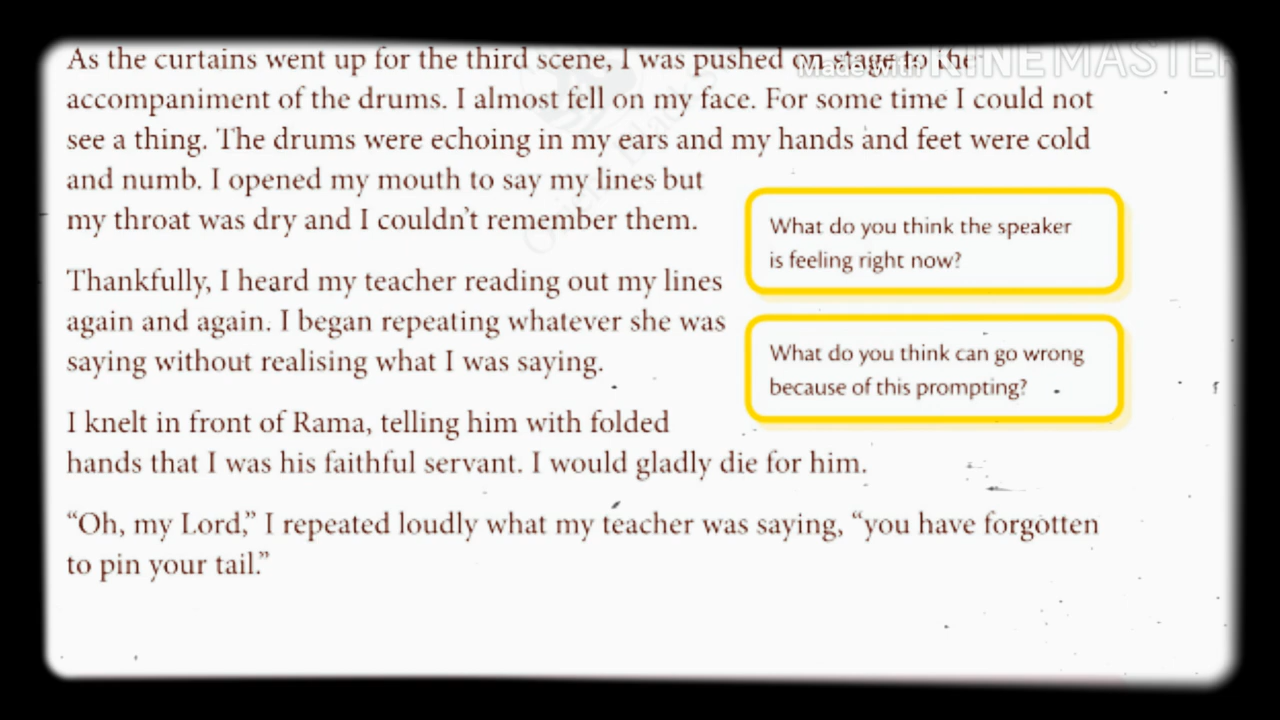 As the curtains went up for the third scene, I was pushed on stage to the
Made with KINEMASTER
accompaniment of the drums. I almost fell on my face. For some time I could not
see a thing. The drums were echoing in my ears and my hands and feet were cold
and numb. I opened my mouth to say my lines but
my throat was dry and I couldn’t remember them.
What do you think the speaker
is feeling right now?
Thankfully, I heard my teacher reading out my lines
again and again. I began repeating whatever she was
saying without realising what I was saying.
What do you think can go wrong
because of this prompting?
I knelt in front of Rama, telling him with folded
hands that I was his faithful servant. I would gladly die for him.
“Oh, my Lord,” I repeated loudly what my teacher was saying, “you have forgotten
to pin your tail.”